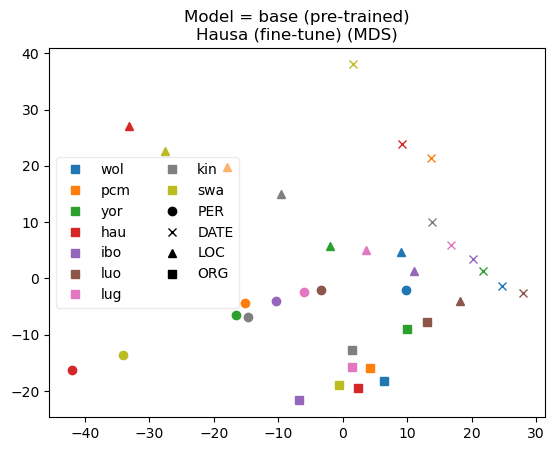 Model = base (pre-trained)
Hausa (fine-tune) (MDS)
40
30
20
10
0
−10
−20
wol
pcm
yor
hau
ibo
luo
lug
kin
swa
PER
DATE
LOC
ORG
−40 −30 −20 −10 0 10 20 30